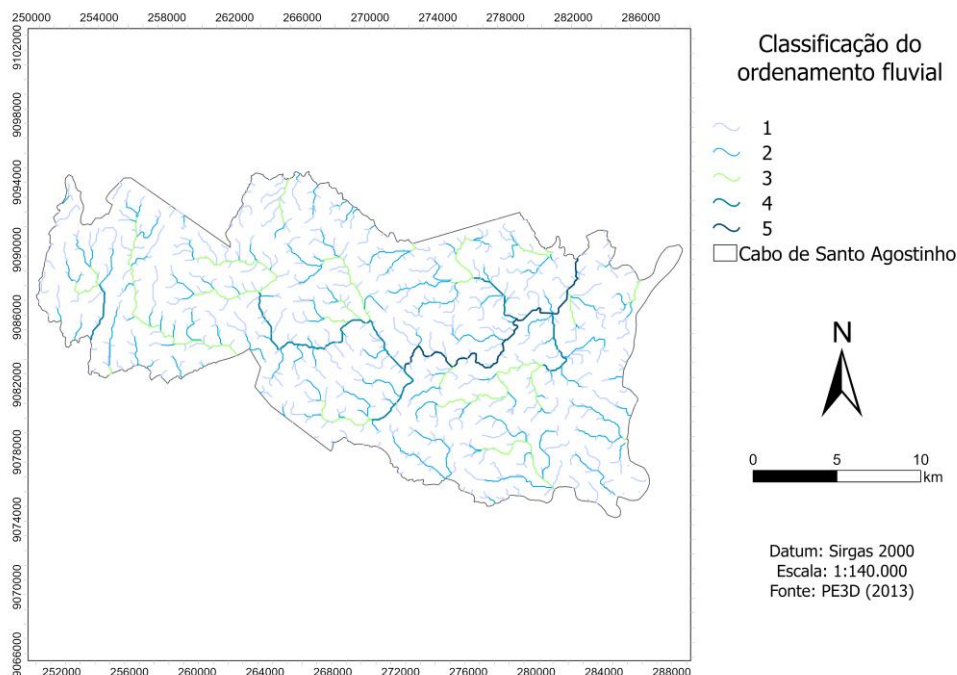 250000 254000 258000 262000 266000 270000 274000 278000 282000 286000
9102000
9098000
9094000
9090000
9086000
9082000
9078000
9074000
9070000
9066000
252000 256000 260000 264000 268000 272000 276000 280000 284000 288000
Classificação do
ordenamento fluvial
1
2
3
4
5
Cabo de Santo Agostinho
N
0 5 10
km
Datum: Sirgas 2000
Escala: 1:140.000
Fonte: PE3D (2013)